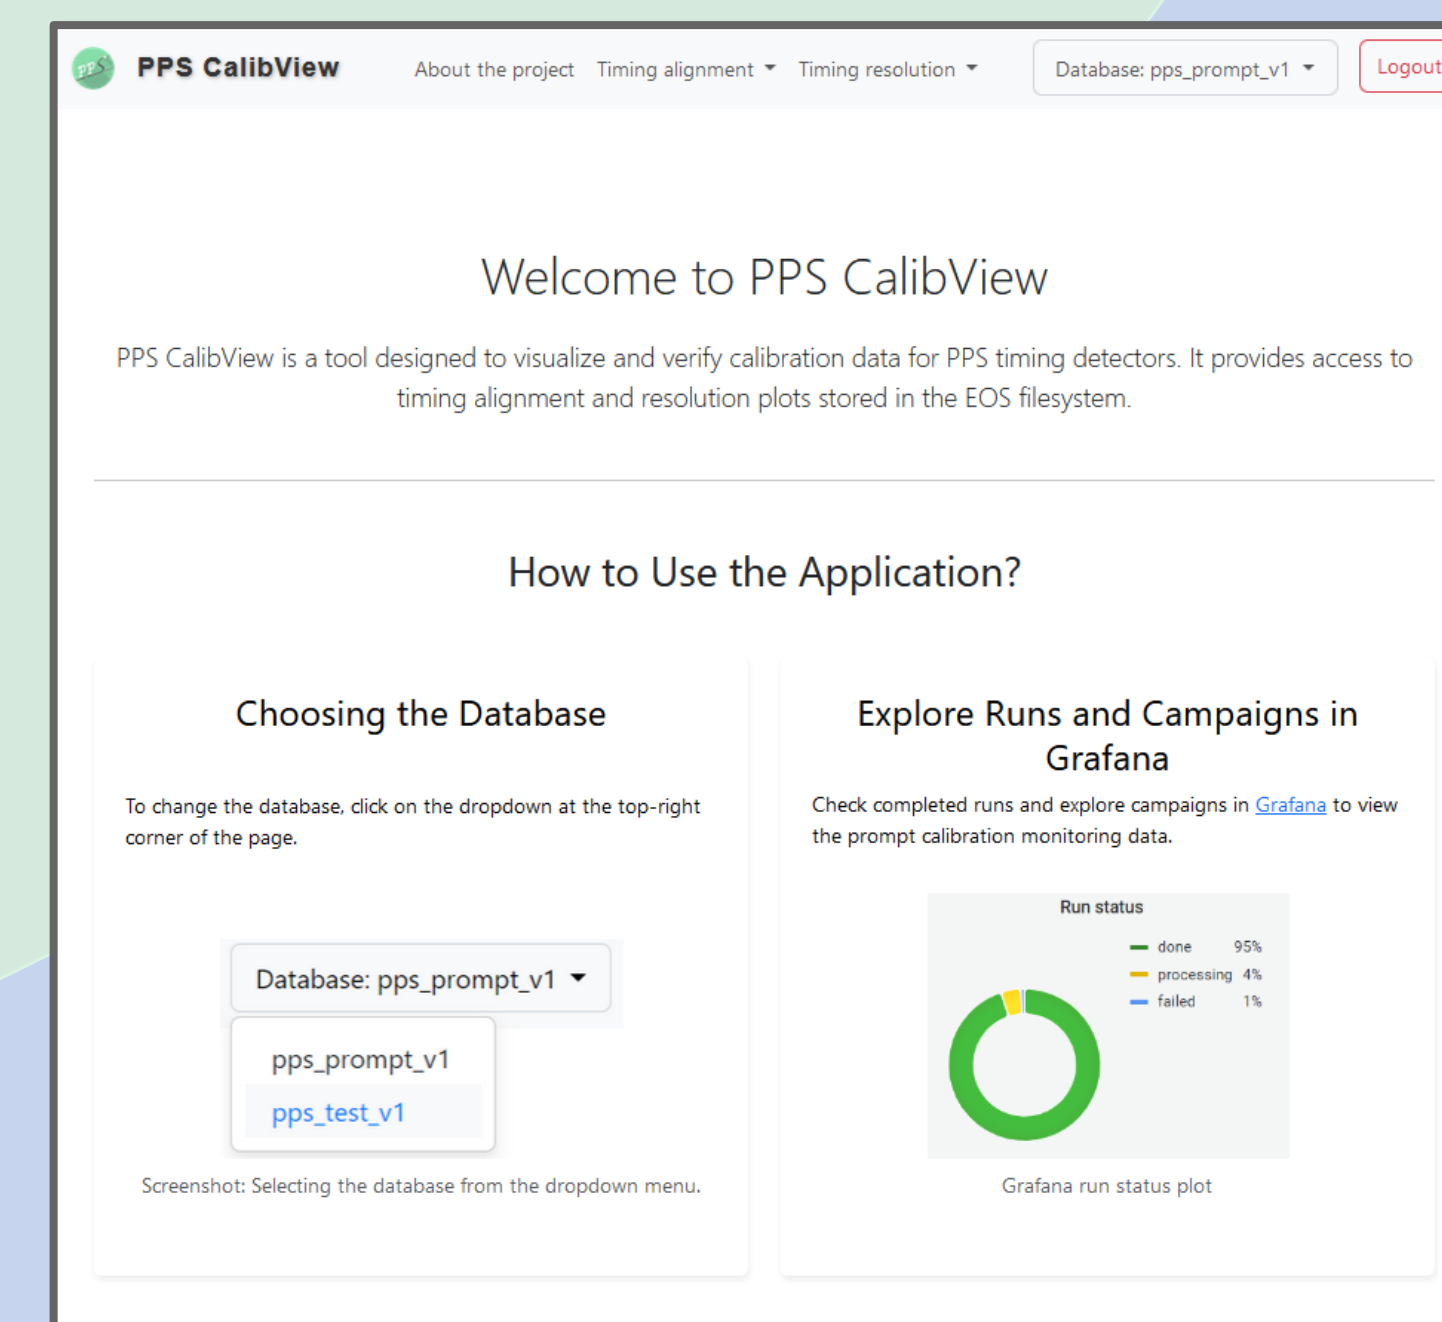 PPS
PPS CalibView
About the project Timing alignment Timing resolution
Database: pps_prompt_v1
Logout
Welcome to PPS CalibView
PPS CalibView is a tool designed to visualize and verify calibration data for PPS timing detectors. It provides access to
timing alignment and resolution plots stored in the EOS filesystem.
How to Use the Application?
Choosing the Database
To change the database, click on the dropdown at the top-right
corner of the page.
Database: pps_prompt_v1
pps_prompt_v1
pps_test_v1
Screenshot: Selecting the database from the dropdown menu.
Explore Runs and Campaigns in
Grafana
Check completed runs and explore campaigns in Grafana to view
the prompt calibration monitoring data.
Run status
done 95%
processing 4%
failed 1%
Grafana run status plot